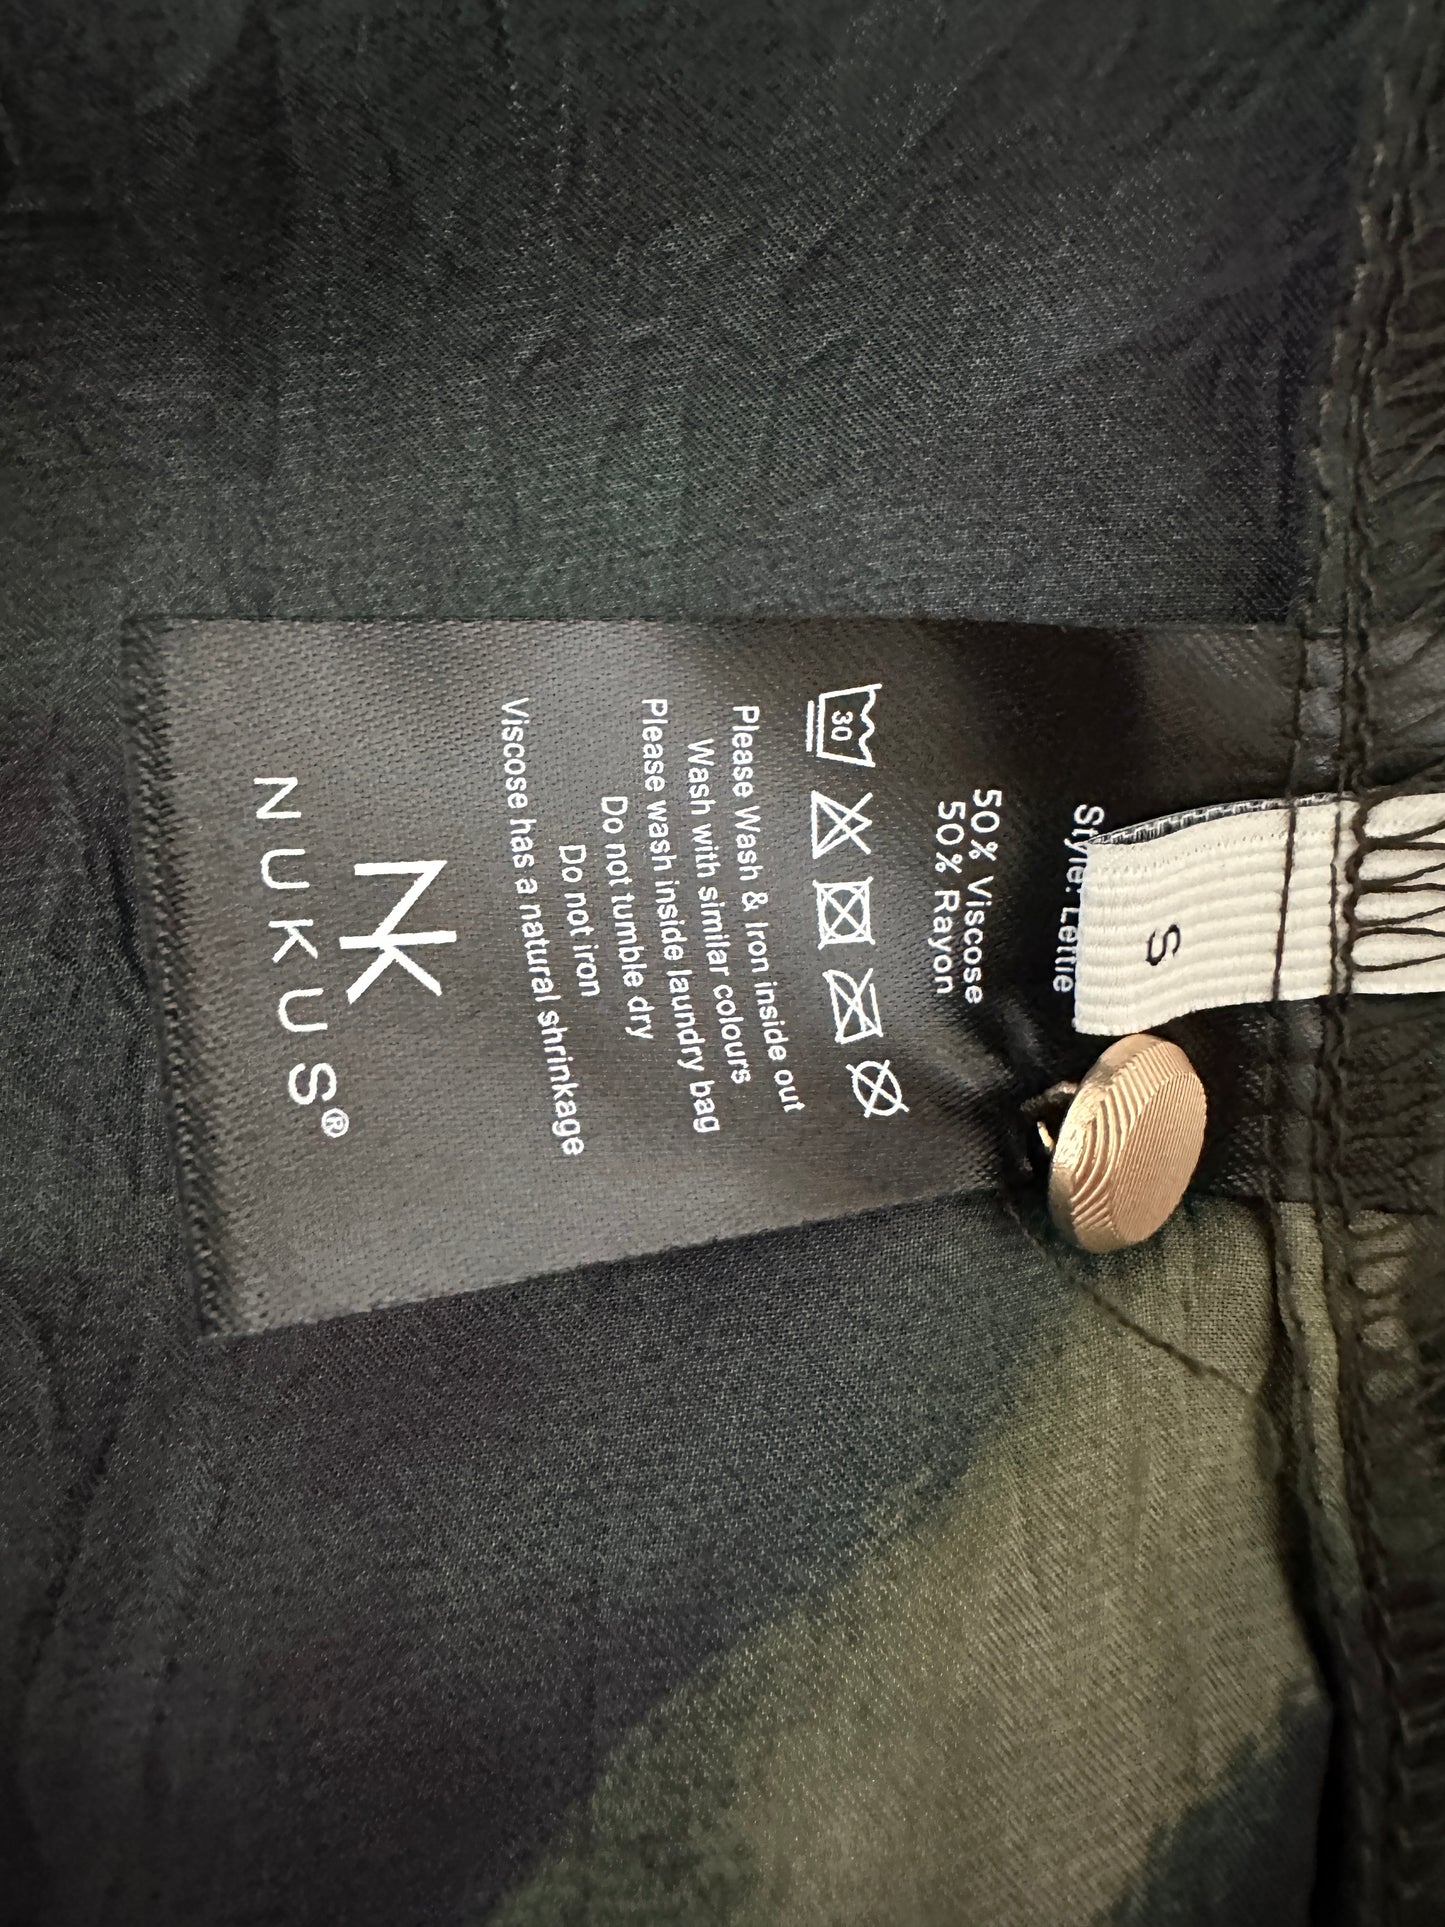 S
Style: Lettie
50% Viscose
50% Rayon
30
Please Wash & Iron inside out
Wash with similar colours
Please wash inside laundry bag
Do not tumble dry
Do not iron
Viscose has a natural shrinkage
NK
NUKUS®